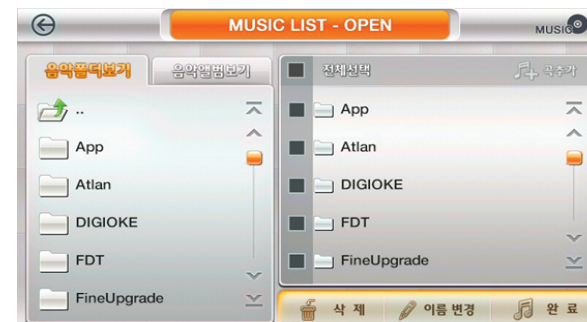 MUSIC LIST - OPEN
MUSIC
음악폴더보기
음악앨범보기
..
App
Atlan
DIGIOKE
FDT
FineUpgrade
전체선택
곡추가
App
Atlan
DIGIOKE
FDT
FineUpgrade
삭 제
이름 변경
완 료